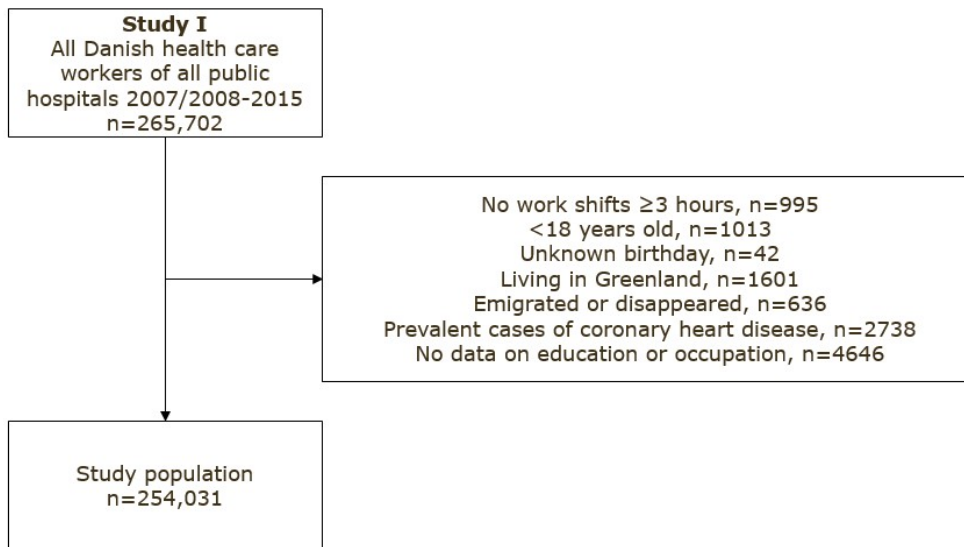 Study I
All Danish health care
workers of all public
hospitals 2007/2008-2015
n=265,702
No work shifts ≥3 hours, n=995
<18 years old, n=1013
Unknown birthday, n=42
Living in Greenland, n=1601
Emigrated or disappeared, n=636
Prevalent cases of coronary heart disease, n=2738
No data on education or occupation, n=4646
Study population
n=254,031